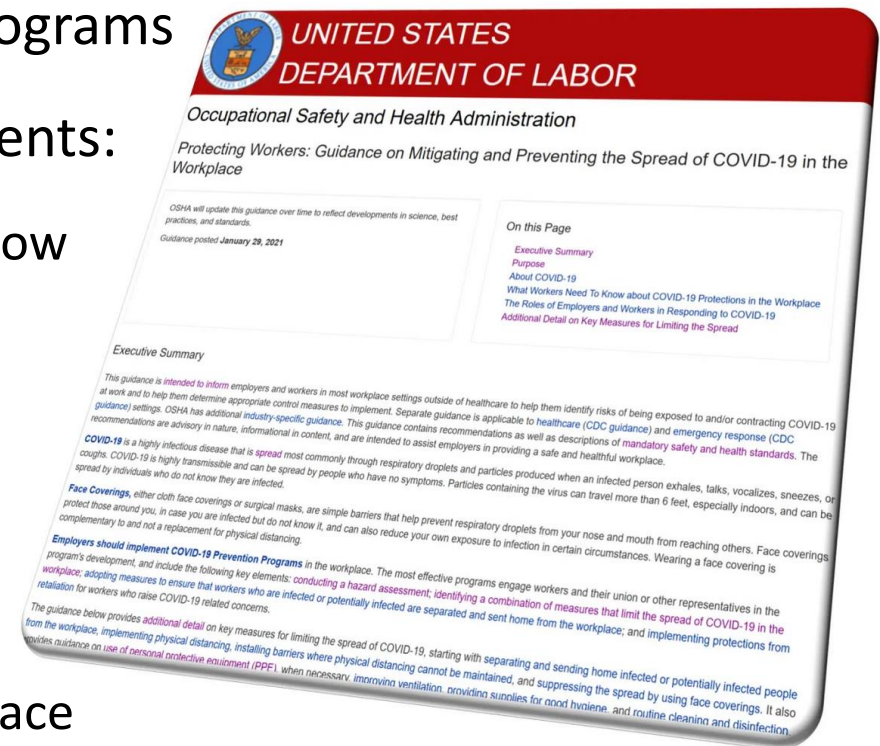 ograms
ents:
ow
ace
UNITED STATES
DEPARTMENT OF LABOR
Occupational Safety and Health Administration
Protecting Workers: Guidance on Mitigating and Preventing the Spread of COVID-19 in the
Workplace
OSHA will update this guidance over time to reflect developments in science, best
practices, and standards.
Guidance posted January 29, 2021
On this Page
Executive Summary
Purpose
About COVID-19
What Workers Need To Know about COVID-19 Protections in the Workplace
The Roles of Employers and Workers in Responding to COVID-19
Additional Detail on Key Measures for Limiting the Spread
Executive Summary
This guidance is intended to inform employers and workers in most workplace settings outside of healthcare to help them identify risks of being exposed to and/or contracting COVID-19
at work and to help them determine appropriate control measures to implement. Separate guidance is applicable to healthcare (CDC guidance) and emergency response (CDC
guidance) settings. OSHA has additional industry-specific guidance. This guidance contains recommendations as well as descriptions of mandatory safety and health standards. The
recommendations are advisory in nature, informational in content, and are intended to assist employers in providing a safe and healthful workplace.
COVID-19 is a highly infectious disease that is spread most commonly through respiratory droplets and particles produced when an infected person exhales, talks, vocalizes, sneezes, or
coughs. COVID-19 is highly transmissible and can be spread by people who have no symptoms. Particles containing the virus can travel more than 6 feet, especially indoors, and can be
spread by individuals who do not know they are infected.
Face Coverings, either cloth face coverings or surgical masks, are simple barriers that help prevent respiratory droplets from your nose and mouth from reaching others. Face coverings
protect those around you, in case you are infected but do not know it, and can also reduce your own exposure to infection in certain circumstances. Wearing a face covering is
complementary to and not a replacement for physical distancing.
Employers should implement COVID-19 Prevention Programs in the workplace. The most effective programs engage workers and their union or other representatives in the
program's development, and include the following key elements: conducting a hazard assessment; identifying a combination of measures that limit the spread of COVID-19 in the
workplace; adopting measures to ensure that workers who are infected or potentially infected are separated and sent home from the workplace; and implementing protections from
retaliation for workers who raise COVID-19 related concerns.
The guidance below provides additional detail on key measures for limiting the spread of COVID-19, starting with separating and sending home infected or potentially infected people
from the workplace, implementing physical distancing, installing barriers where physical distancing cannot be maintained, and suppressing the spread by using face coverings. It also
provides guidance on use of personal protective equipment (PPE), when necessary, improving ventilation, providing supplies for good hygiene, and routine cleaning and disinfection.